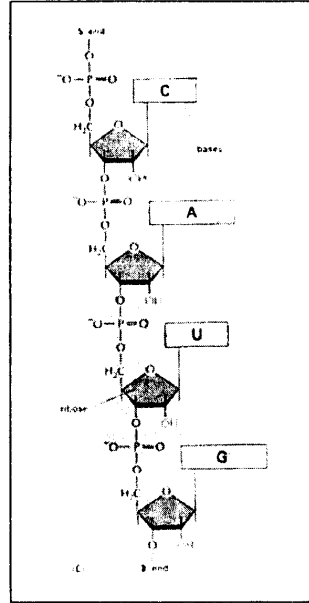 5 end
O
⁻O P O
O
C
H₂C O
bases
O OH
⁻O P O
O
A
H₂C O
O OH
⁻O P O
O
U
H₂C O
ribose
O OH
⁻O P O
O
G
H₂C O
O
3 end